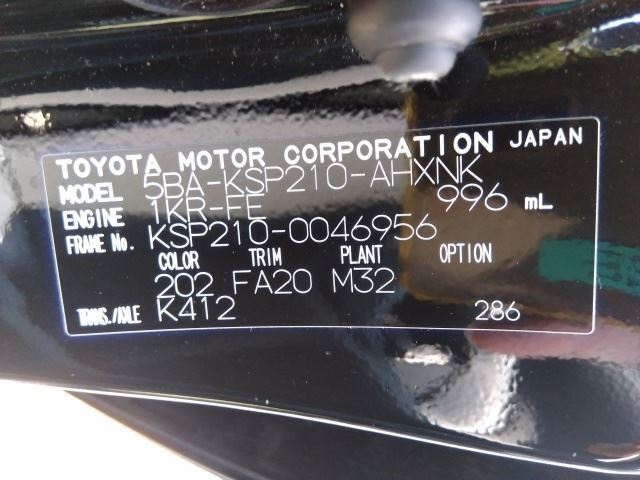 TOYOTA MOTOR CORPORATION JAPAN
MODEL 5BA-KSP210-AHXNK
ENGINE 1KR-FE 996 mL
FRAME No. KSP210-0046956
COLOR TRIM PLANT OPTION
202 FA20 M32
TRANS./AXLE K412 286